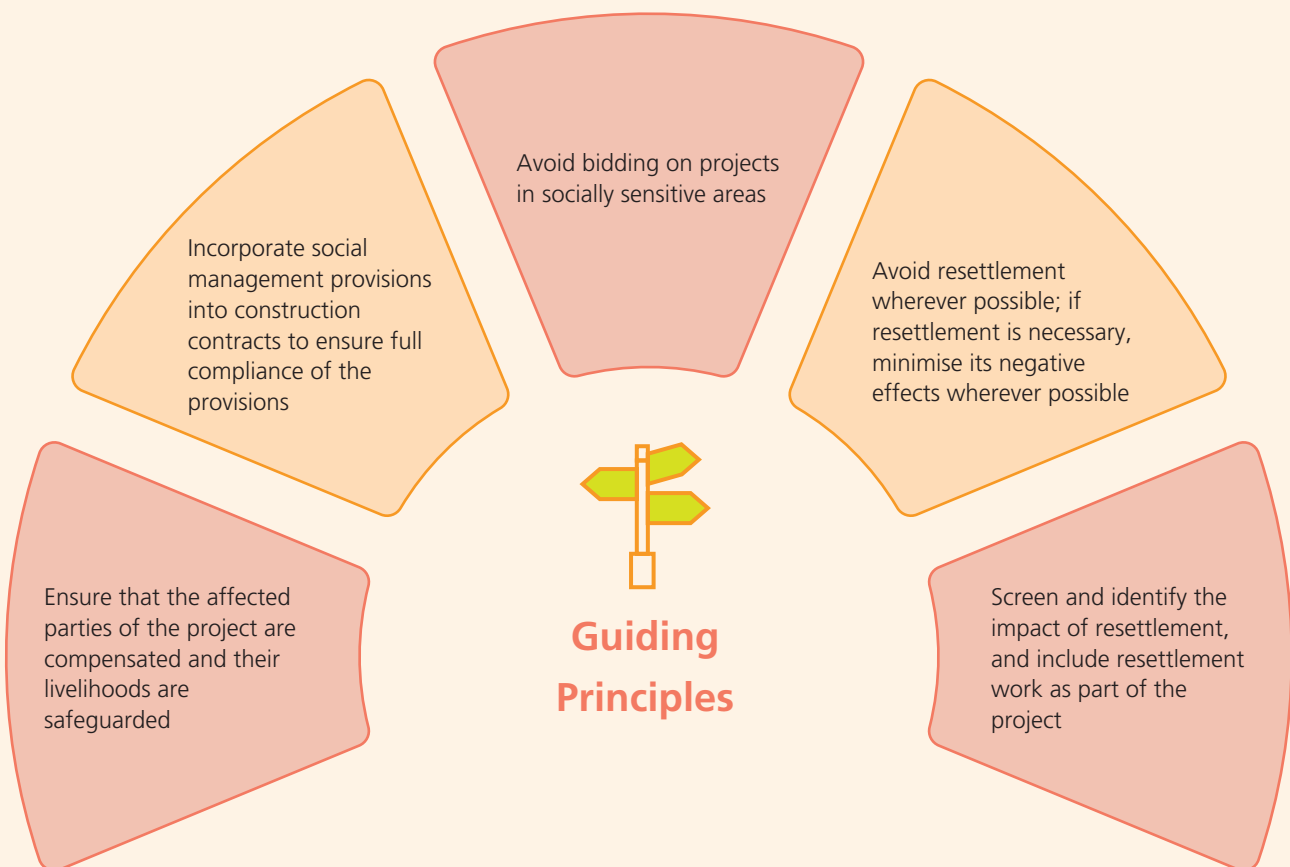 Avoid bidding on projects
in socially sensitive areas
Incorporate social
management provisions
into construction
contracts to ensure full
compliance of the
provisions
Avoid resettlement
wherever possible; if
resettlement is necessary,
minimise its negative
effects wherever possible
Ensure that the affected
parties of the project are
compensated and their
livelihoods are
safeguarded
Guiding
Principles
Screen and identify the
impact of resettlement,
and include resettlement
work as part of the
project